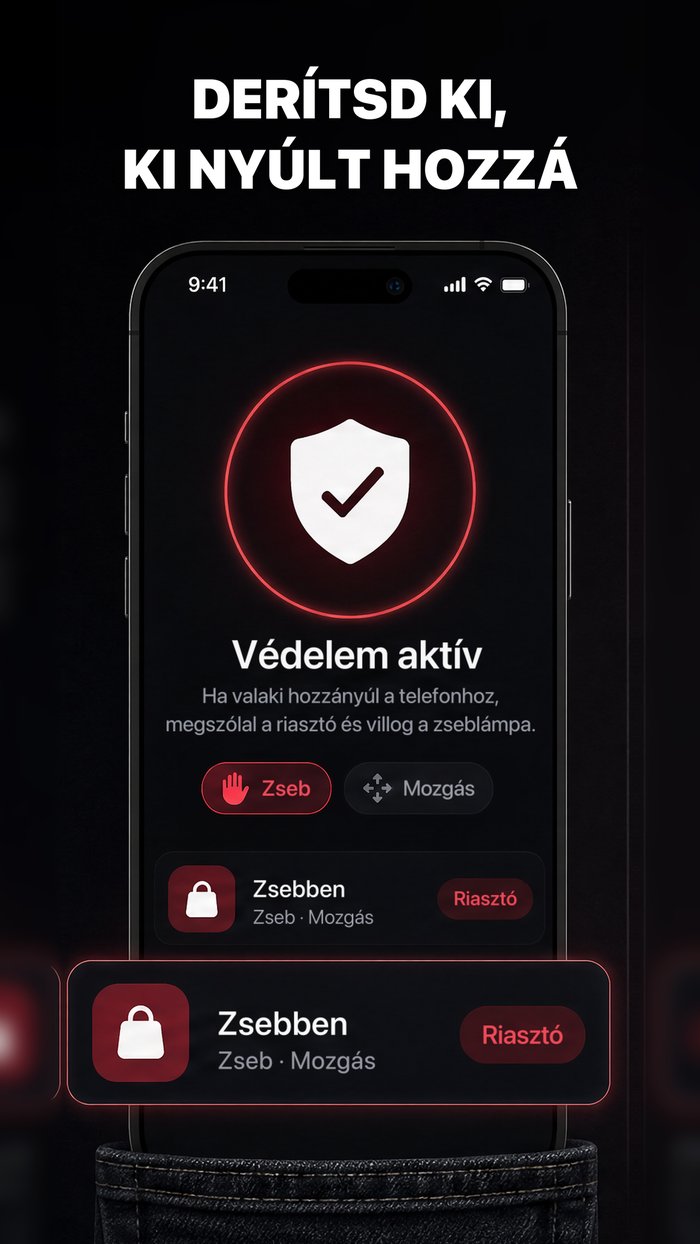 DERÍTSD KI,
KI NYÚLT HOZZÁ
9:41
Védelem aktív
Ha valaki hozzányúl a telefonhoz,
megszólal a riasztó és villog a zseblámpa.
Zseb
Mozgás
Zsebben
Zseb · Mozgás
Riasztó
Zsebben
Zseb · Mozgás
Riasztó